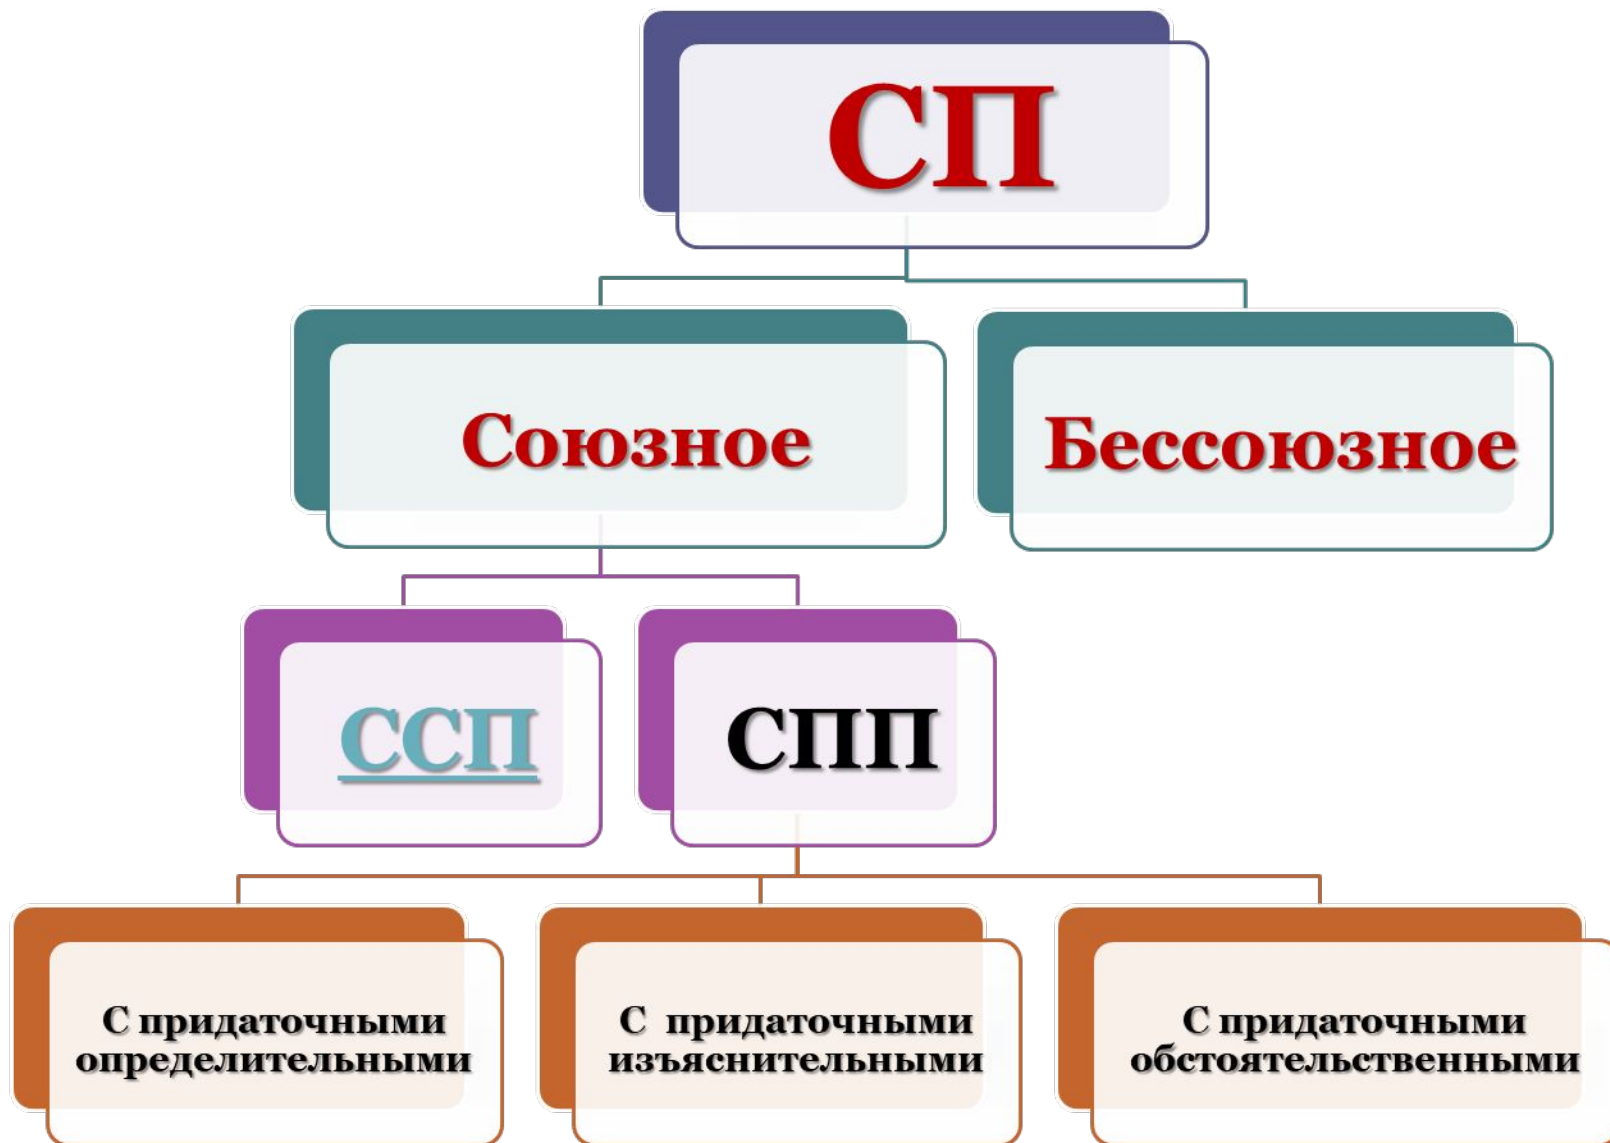 СП
Союзное
Бессоюзное
ССП
СПП
С придаточными
определительными
С придаточными
изъяснительными
С придаточными
обстоятельственными